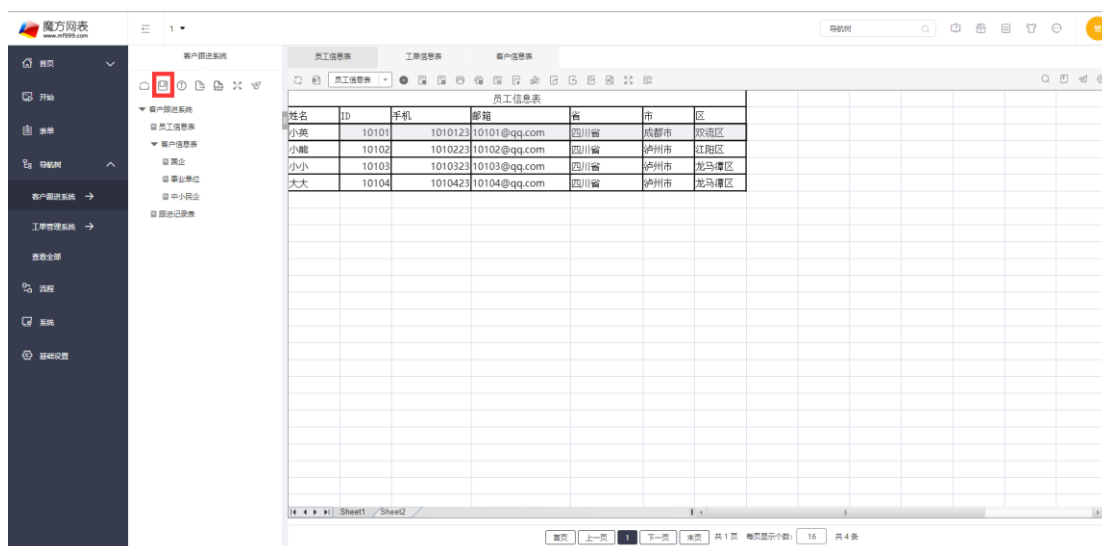 魔方网表
www.mf999.com
1
导航树
首页
开始
表单
导航树
客户跟进系统 →
工单管理系统 →
查看全部
流程
系统
基础设置
客户跟进系统
客户跟进系统
员工信息表
客户信息表
国企
事业单位
中小民企
跟进记录表
员工信息表 工单信息表 客户信息表
员工信息表
员工信息表
姓名 ID 手机 邮箱 省 市 区
小英 10101 1010123 10101@qq.com 四川省 成都市 双流区
小熊 10102 1010223 10102@qq.com 四川省 泸州市 江阳区
小小 10103 1010323 10103@qq.com 四川省 泸州市 龙马潭区
大大 10104 1010423 10104@qq.com 四川省 泸州市 龙马潭区
Sheet1 Sheet2
首页 上一页 1 下一页 末页 共1页 每页显示个数: 16 共4条